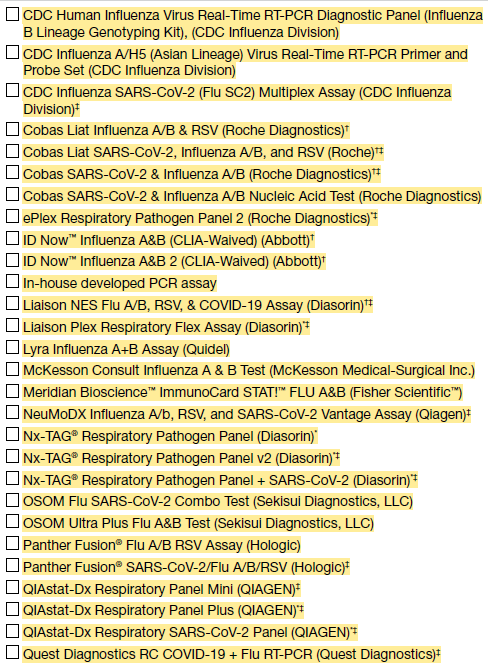 CDC Human Influenza Virus Real-Time RT-PCR Diagnostic Panel (Influenza
B Lineage Genotyping Kit), (CDC Influenza Division)
CDC Influenza A/H5 (Asian Lineage) Virus Real-Time RT-PCR Primer and
Probe Set (CDC Influenza Division)
CDC Influenza SARS-CoV-2 (Flu SC2) Multiplex Assay (CDC Influenza
Division)‡
Cobas Liat Influenza A/B & RSV (Roche Diagnostics)†
Cobas Liat SARS-CoV-2, Influenza A/B, and RSV (Roche)†‡
Cobas SARS-CoV-2 & Influenza A/B (Roche Diagnostics)†‡
Cobas SARS-CoV-2 & Influenza A/B Nucleic Acid Test (Roche Diagnostics)
ePlex Respiratory Pathogen Panel 2 (Roche Diagnostics)*‡
ID Now™ Influenza A&B (CLIA-Waived) (Abbott)†
ID Now™ Influenza A&B 2 (CLIA-Waived) (Abbott)†
In-house developed PCR assay
Liaison NES Flu A/B, RSV, & COVID-19 Assay (Diasorin)†‡
Liaison Plex Respiratory Flex Assay (Diasorin)*‡
Lyra Influenza A+B Assay (Quidel)
McKesson Consult Influenza A & B Test (McKesson Medical-Surgical Inc.)
Meridian Bioscience™ ImmunoCard STAT!™ FLU A&B (Fisher Scientific™)
NeuMoDX Influenza A/b, RSV, and SARS-CoV-2 Vantage Assay (Qiagen)‡
Nx-TAG® Respiratory Pathogen Panel (Diasorin)*
Nx-TAG® Respiratory Pathogen Panel v2 (Diasorin)*‡
Nx-TAG® Respiratory Pathogen Panel + SARS-CoV-2 (Diasorin)*‡
OSOM Flu SARS-CoV-2 Combo Test (Sekisui Diagnostics, LLC)
OSOM Ultra Plus Flu A&B Test (Sekisui Diagnostics, LLC)
Panther Fusion® Flu A/B RSV Assay (Hologic)
Panther Fusion® SARS-CoV-2/Flu A/B/RSV (Hologic)‡
QIAstat-Dx Respiratory Panel Mini (QIAGEN)‡
QIAstat-Dx Respiratory Panel Plus (QIAGEN)*‡
QIAstat-Dx Respiratory SARS-CoV-2 Panel (QIAGEN)*‡
Quest Diagnostics RC COVID-19 + Flu RT-PCR (Quest Diagnostics)‡